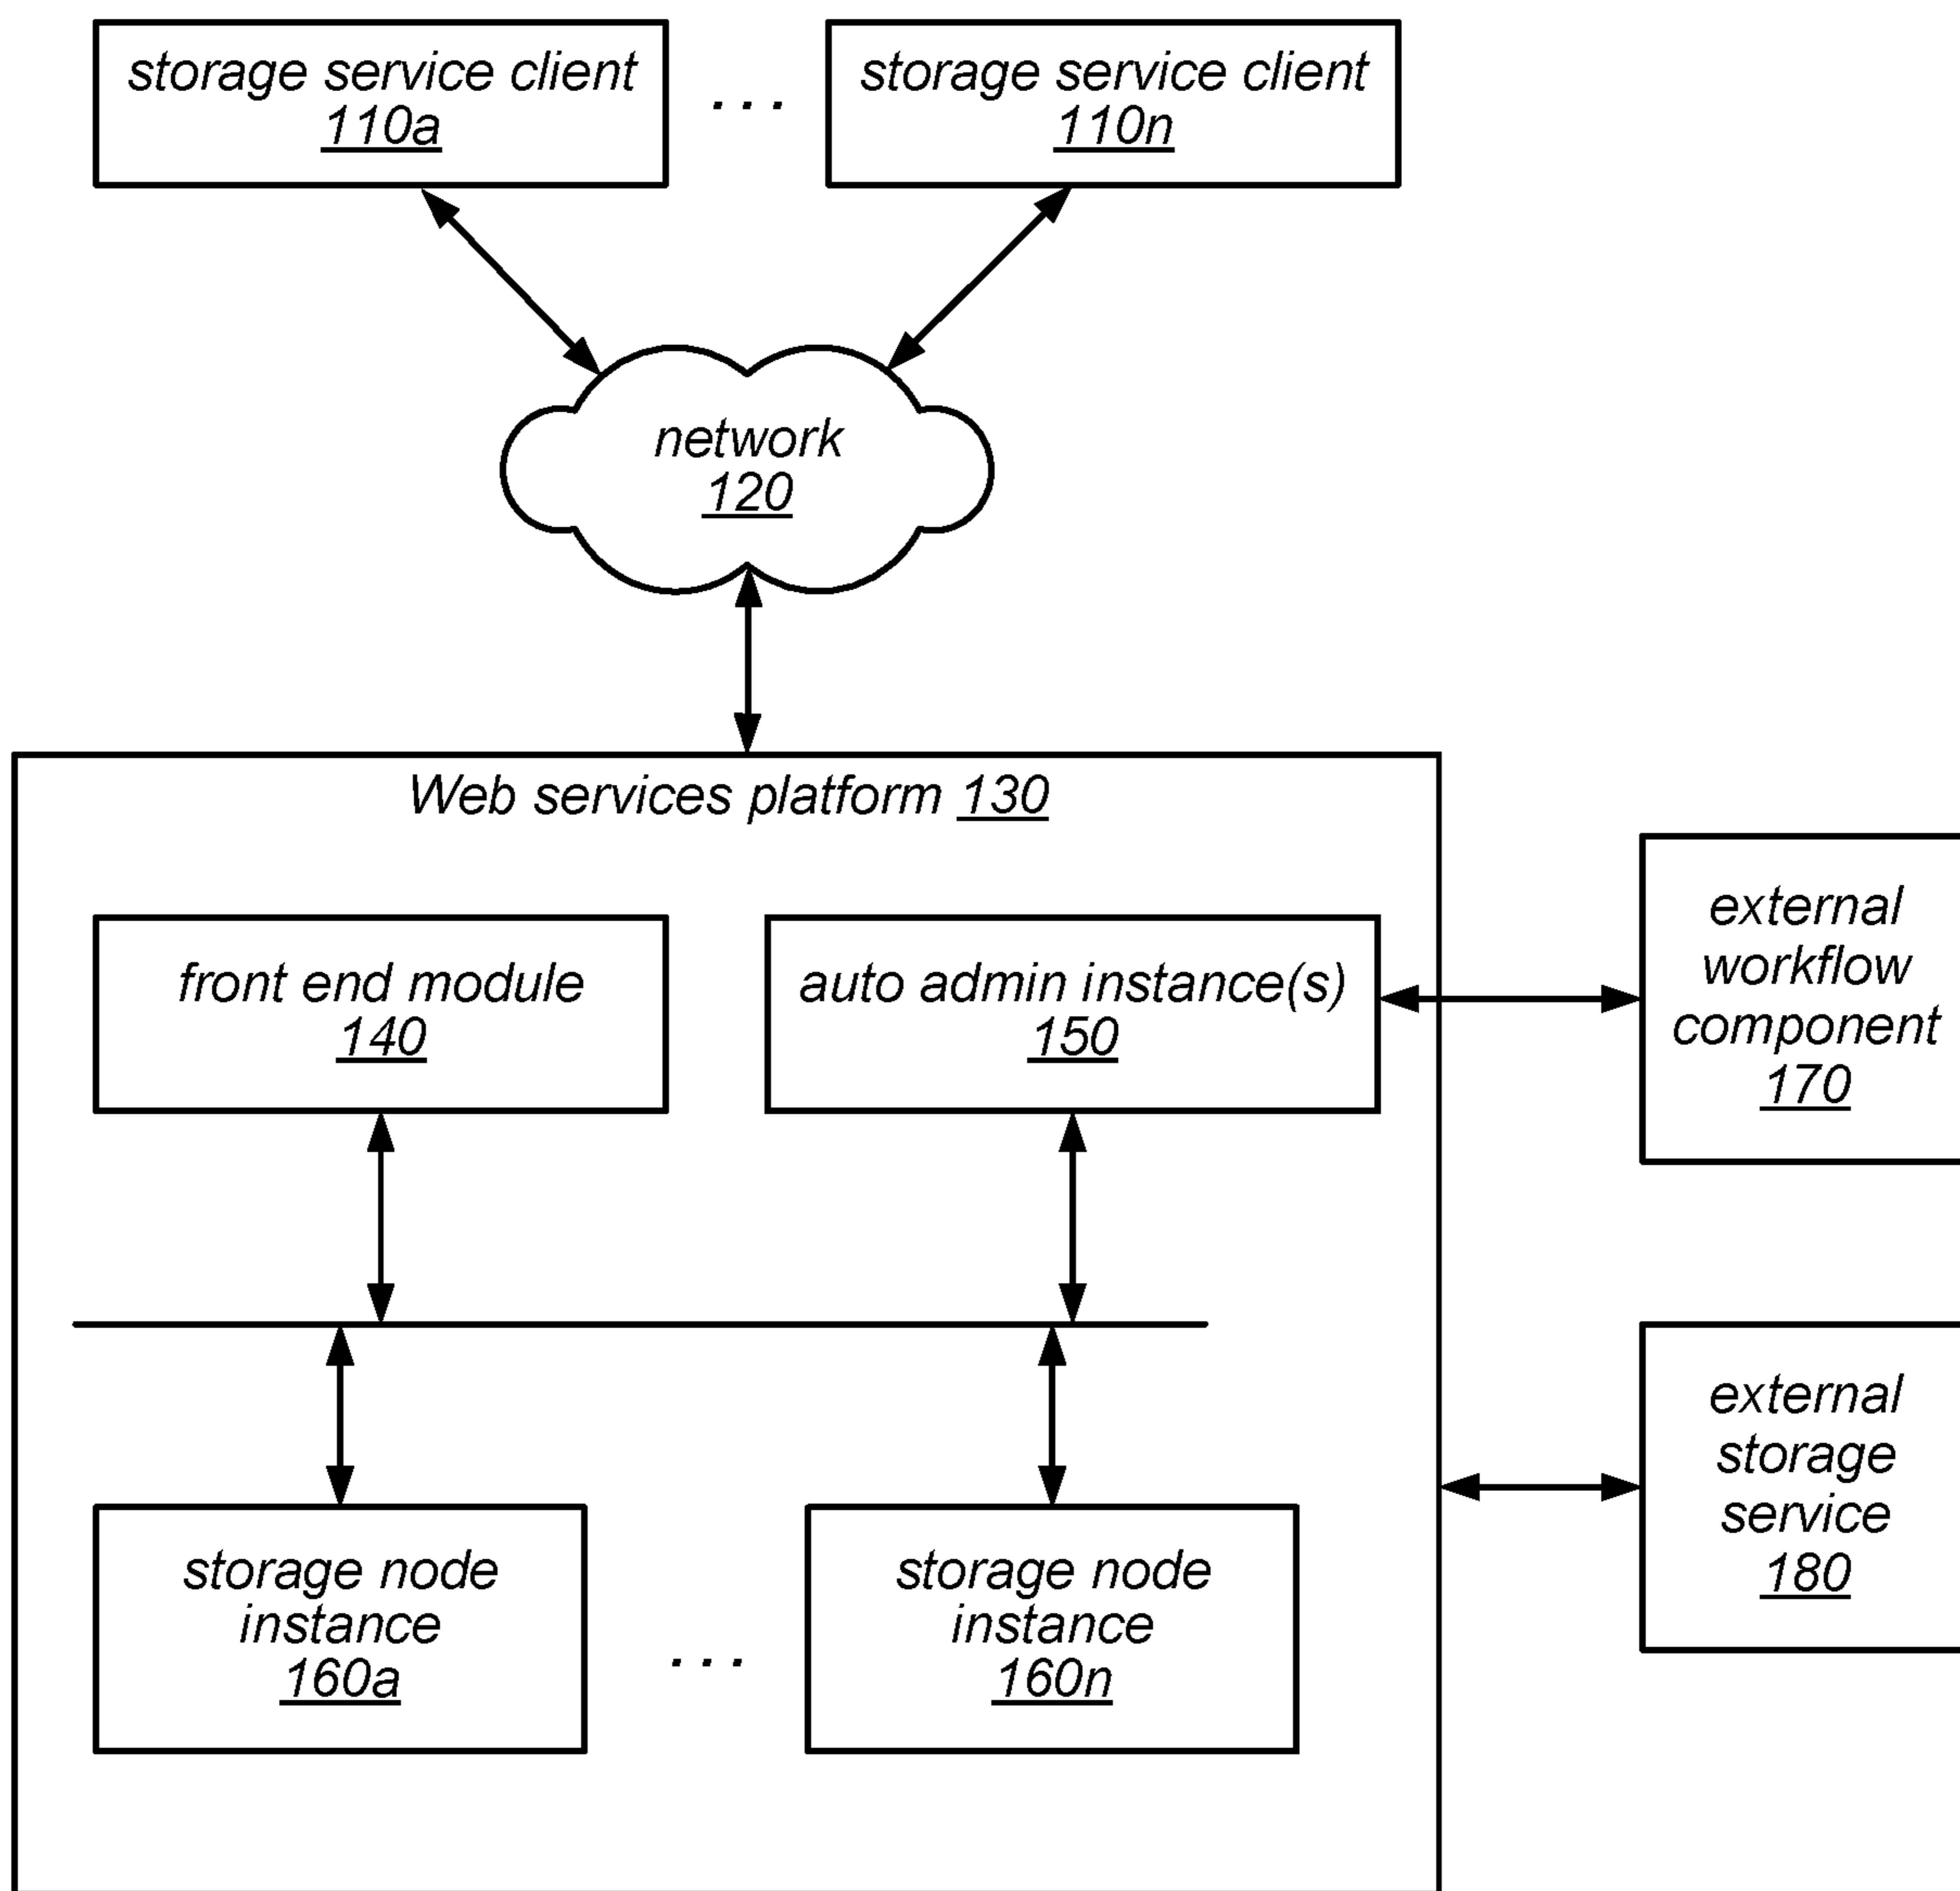 storage service client
110a
...
storage service client
110n
network
120
Web services platform 130
front end module
140
auto admin instance(s)
150
external
workflow
component
170
external
storage
service
180
storage node
instance
160a
...
storage node
instance
160n